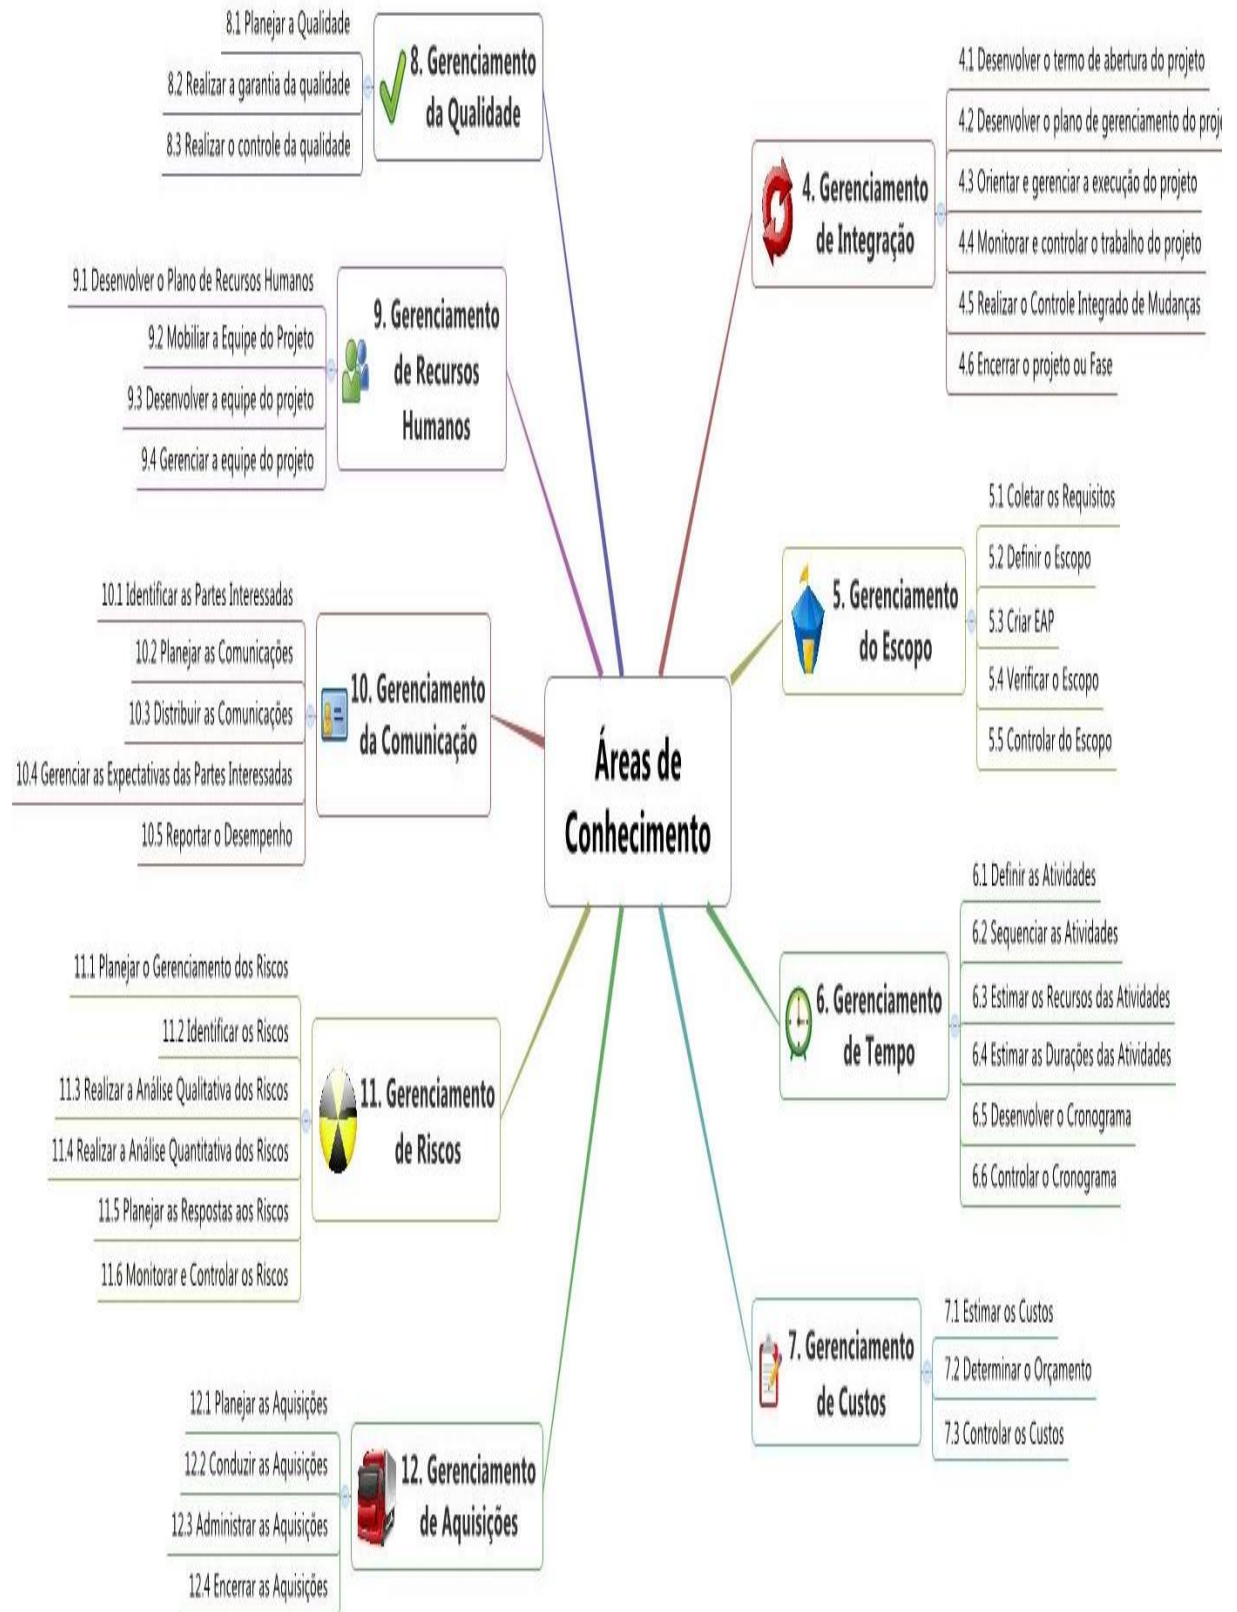 Áreas de
Conhecimento
4. Gerenciamento
de Integração
4.1 Desenvolver o termo de abertura do projeto
4.2 Desenvolver o plano de gerenciamento do proje
4.3 Orientar e gerenciar a execução do projeto
4.4 Monitorar e controlar o trabalho do projeto
4.5 Realizar o Controle Integrado de Mudanças
4.6 Encerrar o projeto ou Fase
5. Gerenciamento
do Escopo
5.1 Coletar os Requisitos
5.2 Definir o Escopo
5.3 Criar EAP
5.4 Verificar o Escopo
5.5 Controlar do Escopo
6. Gerenciamento
de Tempo
6.1 Definir as Atividades
6.2 Sequenciar as Atividades
6.3 Estimar os Recursos das Atividades
6.4 Estimar as Durações das Atividades
6.5 Desenvolver o Cronograma
6.6 Controlar o Cronograma
7. Gerenciamento
de Custos
7.1 Estimar os Custos
7.2 Determinar o Orçamento
7.3 Controlar os Custos
8. Gerenciamento
da Qualidade
8.1 Planejar a Qualidade
8.2 Realizar a garantia da qualidade
8.3 Realizar o controle da qualidade
9. Gerenciamento
de Recursos
Humanos
9.1 Desenvolver o Plano de Recursos Humanos
9.2 Mobiliar a Equipe do Projeto
9.3 Desenvolver a equipe do projeto
9.4 Gerenciar a equipe do projeto
10. Gerenciamento
da Comunicação
10.1 Identificar as Partes Interessadas
10.2 Planejar as Comunicações
10.3 Distribuir as Comunicações
10.4 Gerenciar as Expectativas das Partes Interessadas
10.5 Reportar o Desempenho
11. Gerenciamento
de Riscos
11.1 Planejar o Gerenciamento dos Riscos
11.2 Identificar os Riscos
11.3 Realizar a Análise Qualitativa dos Riscos
11.4 Realizar a Análise Quantitativa dos Riscos
11.5 Planejar as Respostas aos Riscos
11.6 Monitorar e Controlar os Riscos
12. Gerenciamento
de Aquisições
12.1 Planejar as Aquisições
12.2 Conduzir as Aquisições
12.3 Administrar as Aquisições
12.4 Encerrar as Aquisições